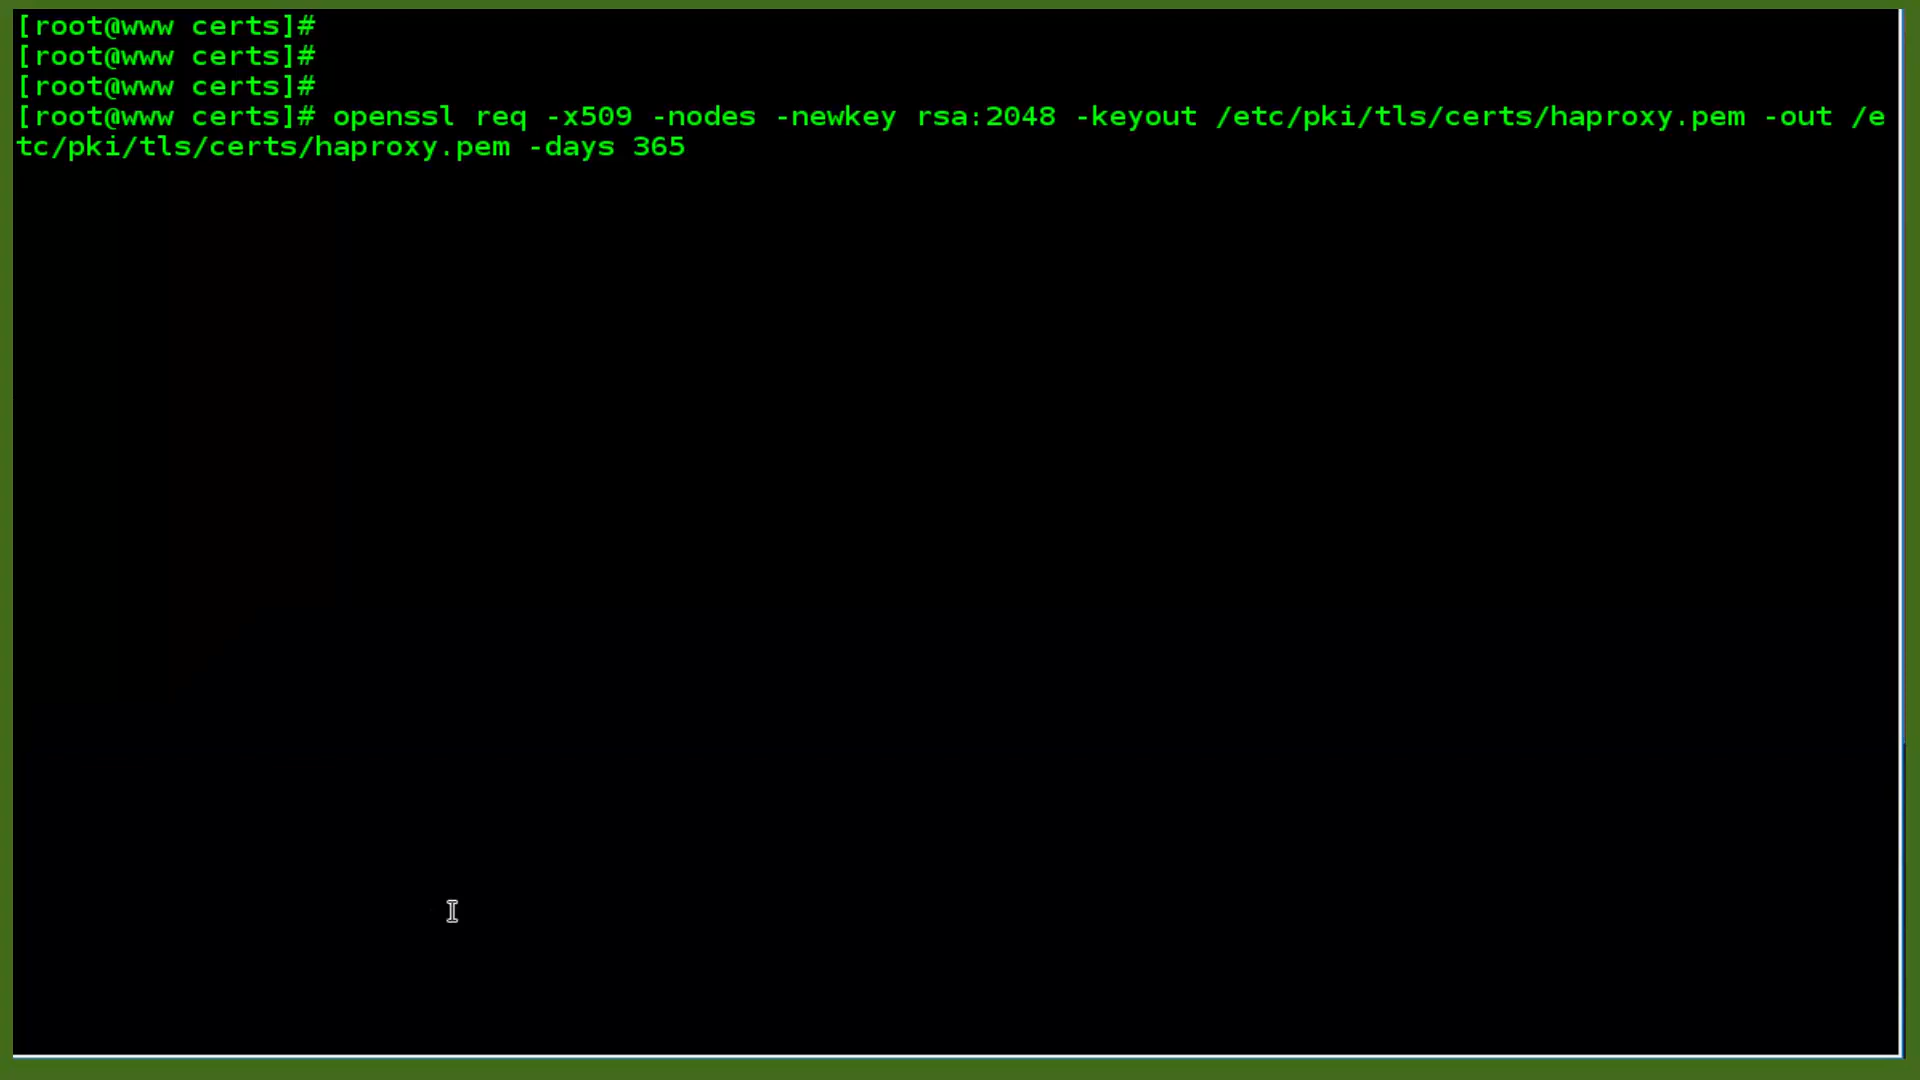 [root@www certs]#
[root@www certs]#
[root@www certs]#
[root@www certs]# openssl req -x509 -nodes -newkey rsa:2048 -keyout /etc/pki/tls/certs/haproxy.pem -out /e
tc/pki/tls/certs/haproxy.pem -days 365